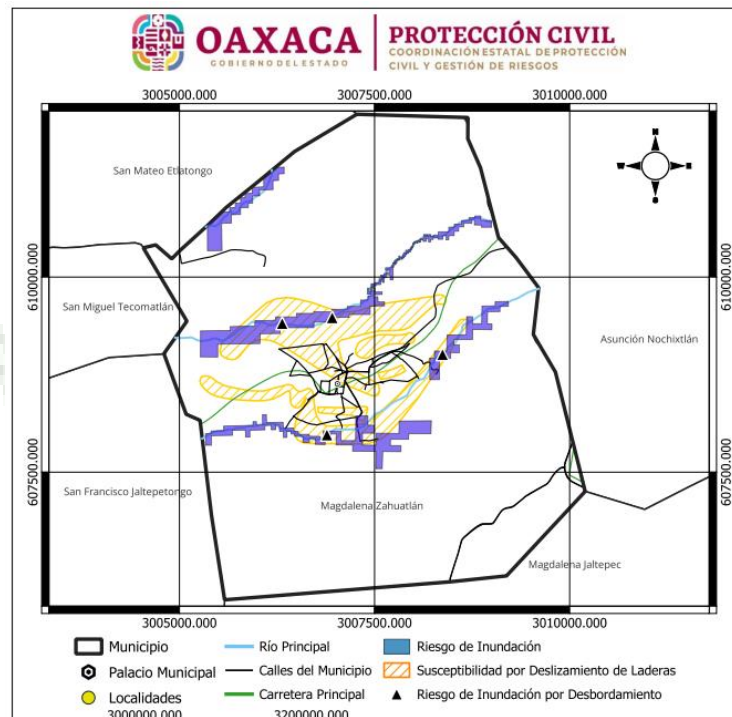 OAXACA
GOBIERNO DEL ESTADO
PROTECCIÓN CIVIL
COORDINACIÓN ESTATAL DE PROTECCIÓN
CIVIL Y GESTIÓN DE RIESGOS
3005000.000 3007500.000 3010000.000
N
W
S
San Mateo Etlatongo
610000.000 610000.000
San Miguel Tecomatlán
Asunción Nochixtlán
607500.000 607500.000
San Francisco Jaltepetongo
Magdalena Zahuatlán
Magdalena Jaltepec
3005000.000 3007500.000 3010000.000
Municipio Río Principal Riesgo de Inundación
Palacio Municipal Calles del Municipio Susceptibilidad por Deslizamiento de Laderas
Localidades Carretera Principal Riesgo de Inundación por Desbordamiento
3000000.000 3200000.000